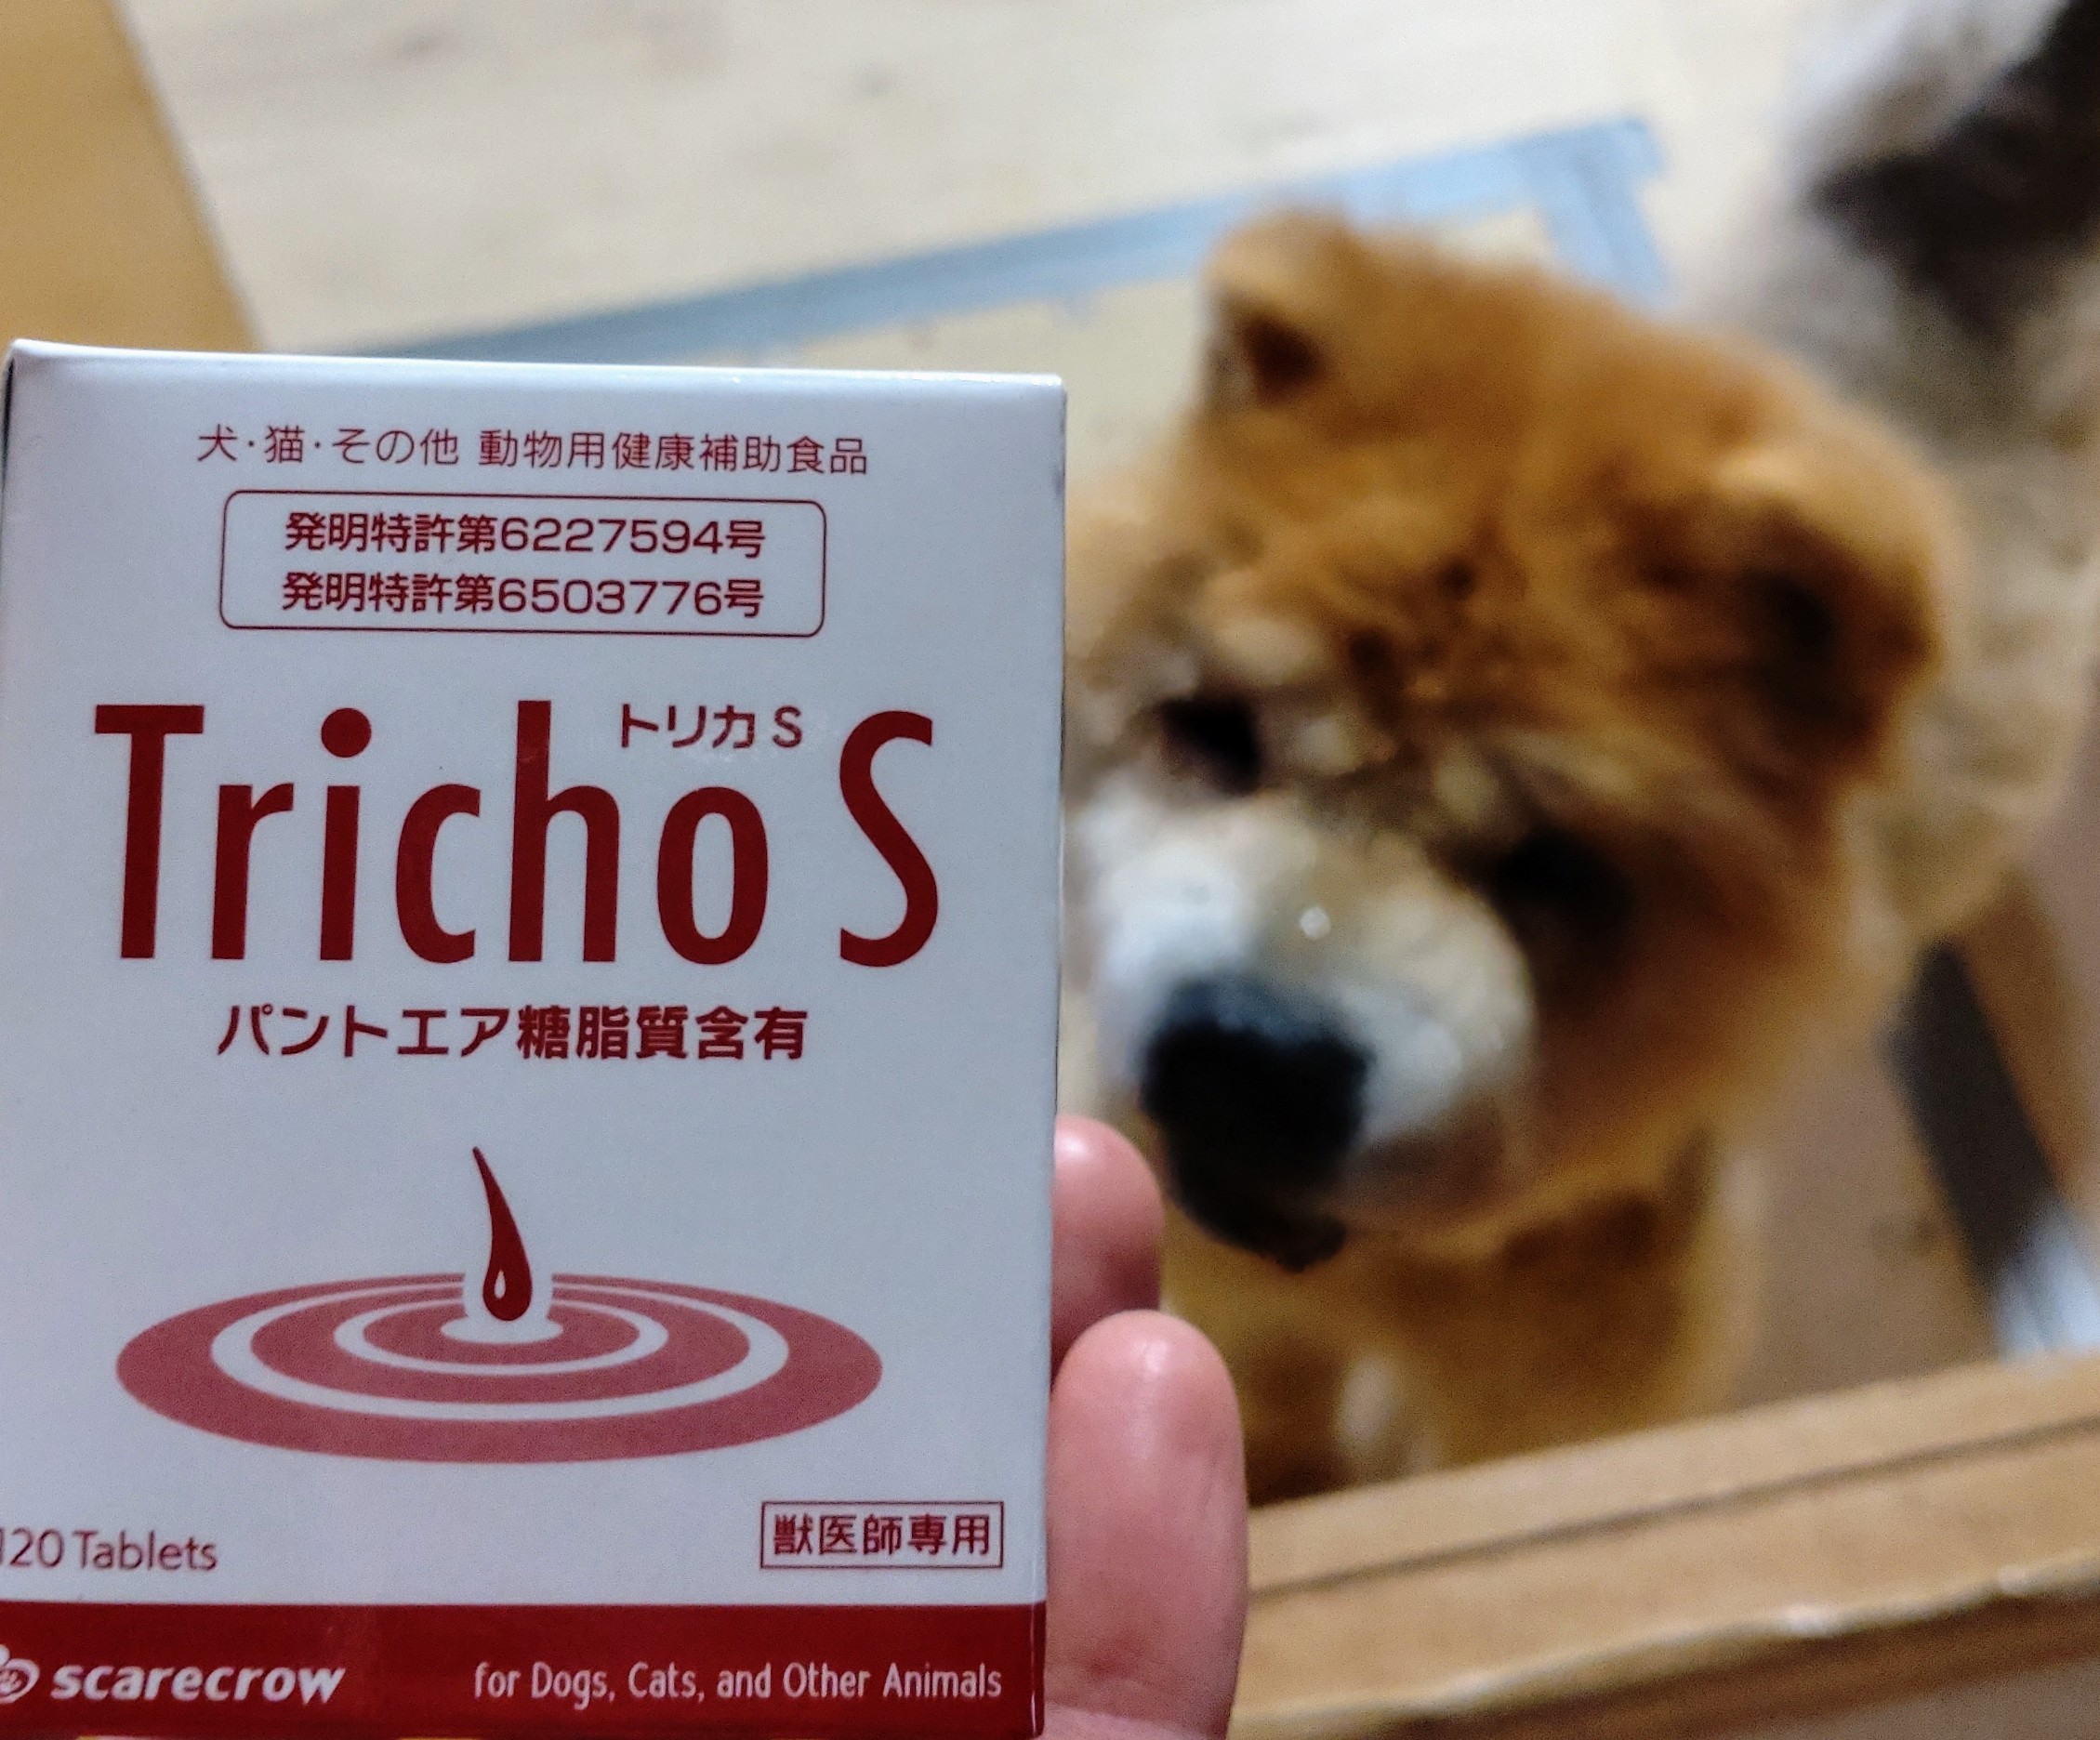 犬・猫・その他 動物用健康補助食品
発明特許第6227594号
発明特許第6503776号
トリカS
Tricho S
パントエア糖脂質含有
120 Tablets
獣医師専用
scarecrow
for Dogs, Cats, and Other Animals